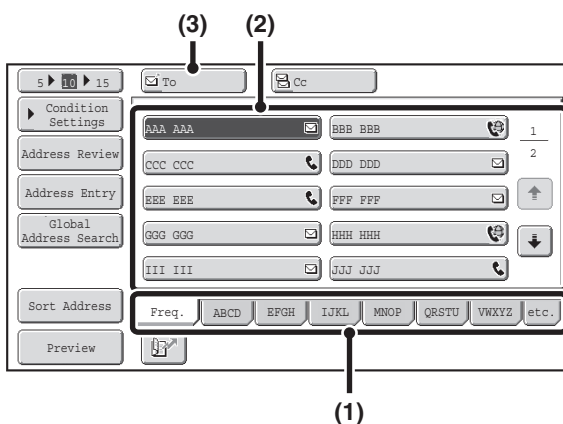 (3) (2)
5 10 15
To
Cc
Condition
Settings
AAA AAA
BBB BBB
1
2
Address Review
CCC CCC
DDD DDD
Address Entry
EEE EEE
FFF FFF
Global
Address Search
GGG GGG
HHH HHH
III III
JJJ JJJ
Sort Address
Freq. ABCD EFGH IJKL MNOP QRSTU VWXYZ etc.
Preview
(1)